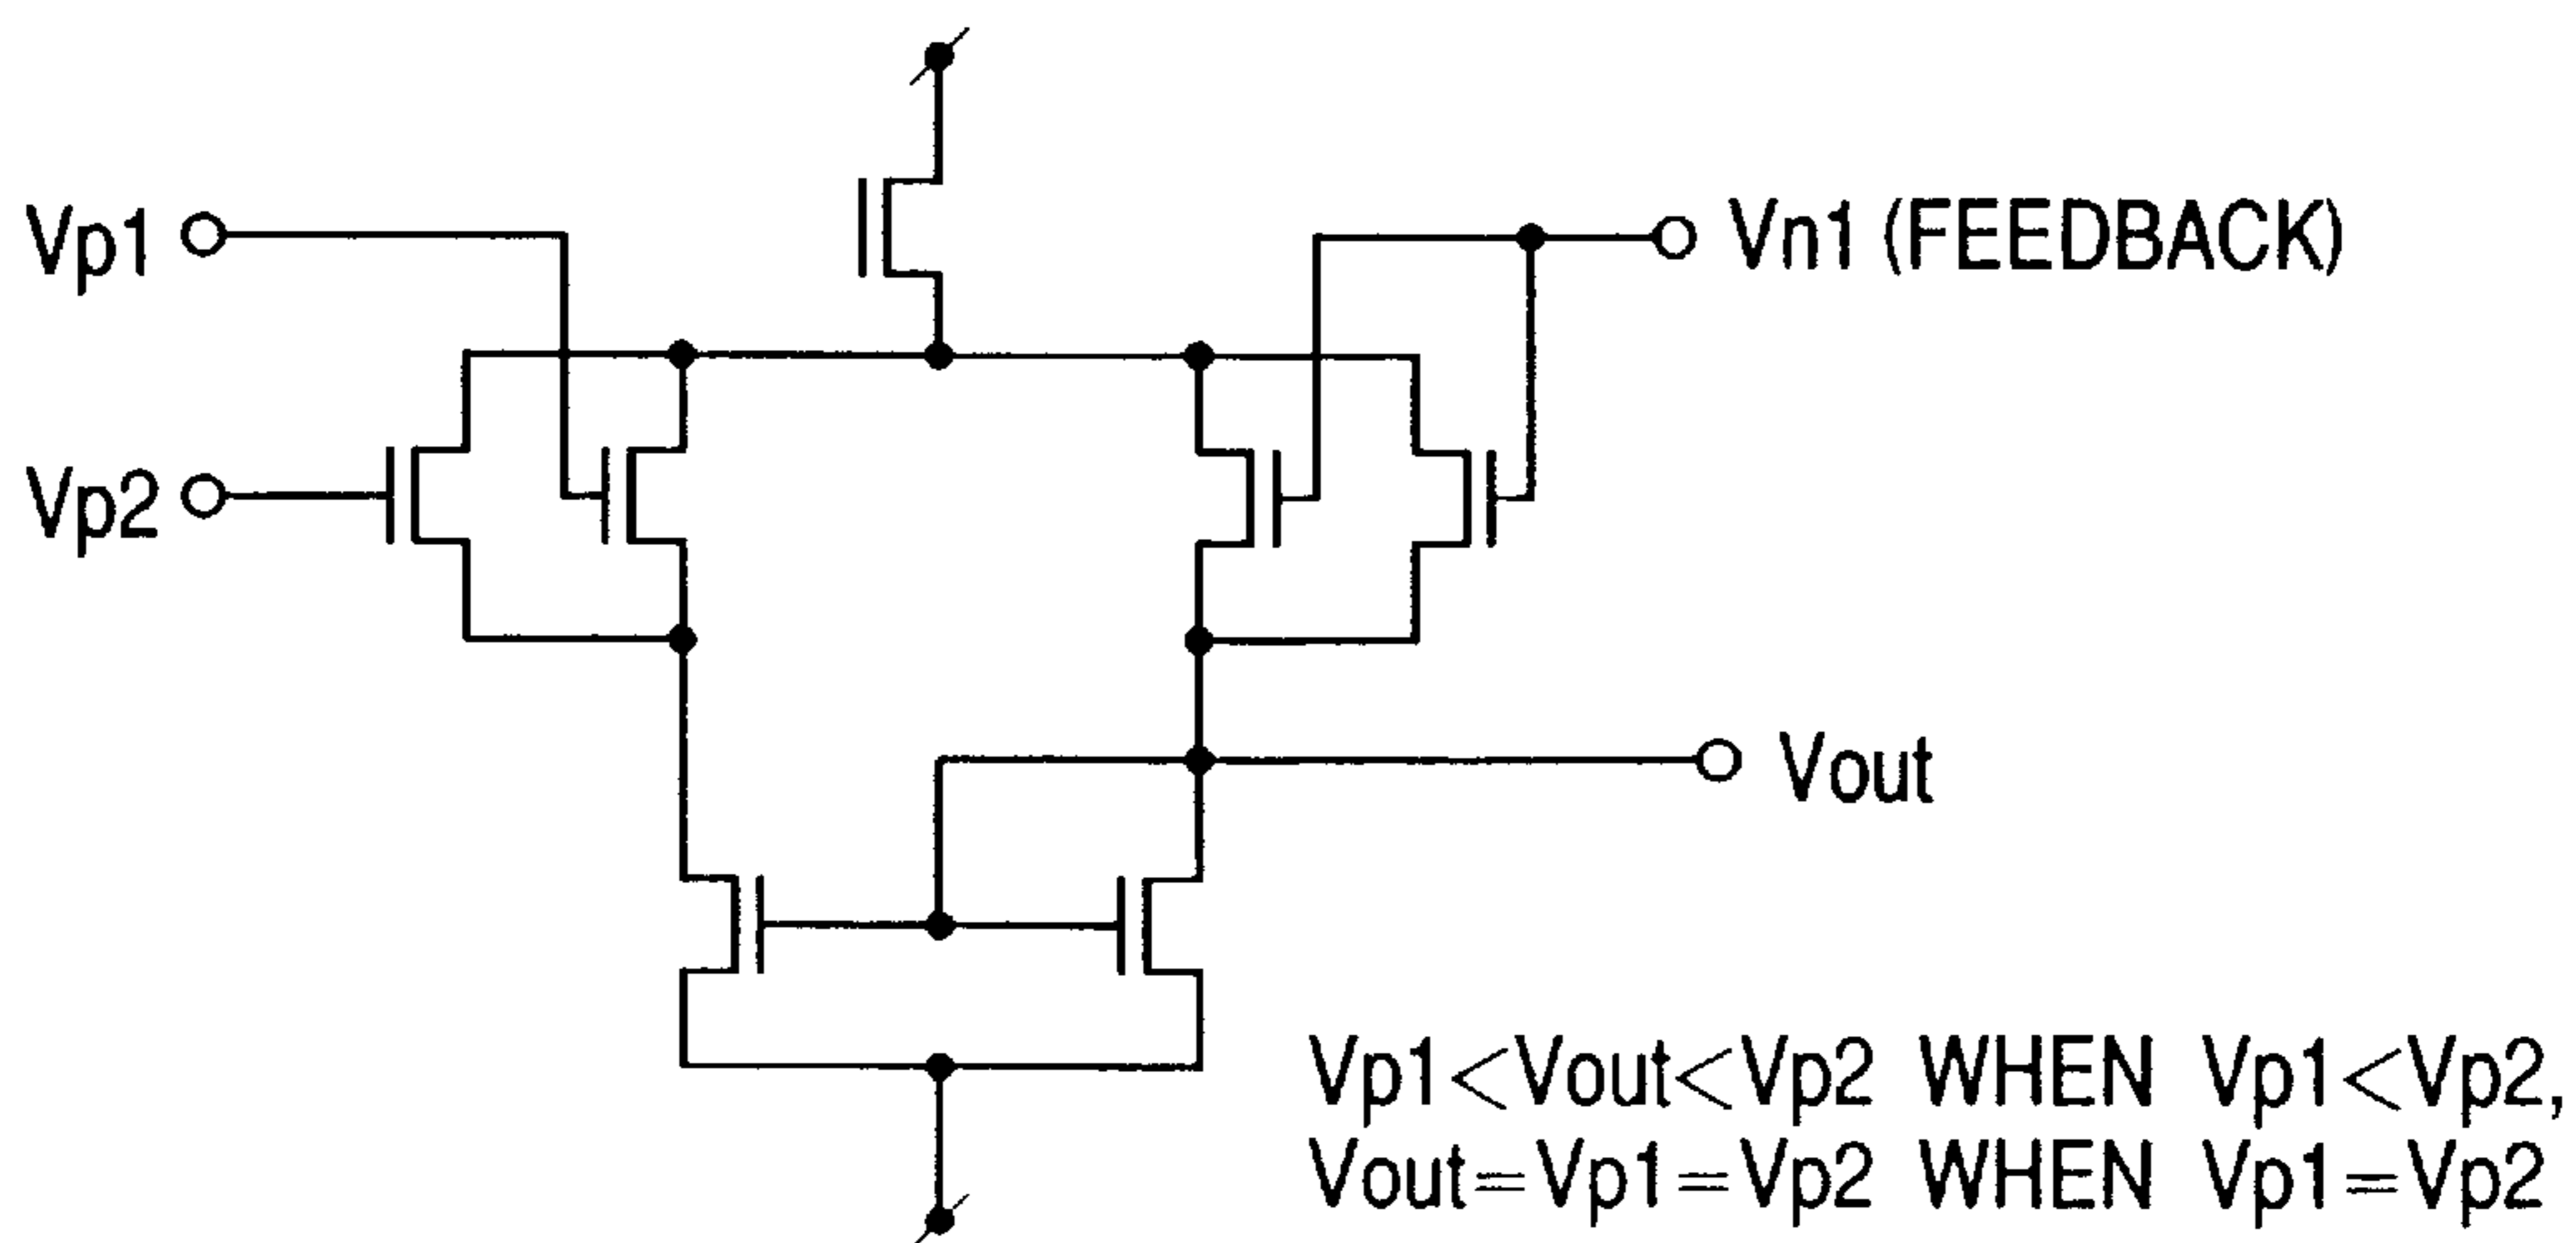 Vp1
Vn1 (FEEDBACK)
Vp2
Vout
Vp1<Vout<Vp2 WHEN Vp1<Vp2,
Vout=Vp1=Vp2 WHEN Vp1=Vp2